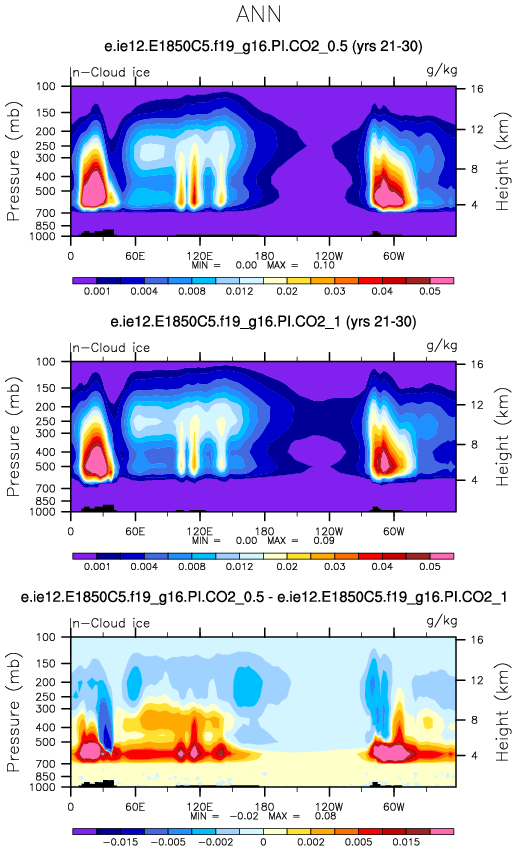 ANN
e.ie12.E1850C5.f19_g16.PI.CO2_0.5 (yrs 21-30)
In-Cloud ice g/kg
100 16
150
200 12
250
300 8
400
500 4
700
850
1000
Pressure (mb)
Height (km)
0 60E 120E 120W 60W
MIN = 0.00 MAX = 0.10
0.001 0.004 0.008 0.012 0.02 0.03 0.04 0.05
e.ie12.E1850C5.f19_g16.PI.CO2_1 (yrs 21-30)
In-Cloud ice g/kg
100 16
150
200 12
250
300 8
400
500 4
700
850
1000
Pressure (mb)
Height (km)
0 60E 120E 120W 60W
MIN = 0.00 MAX = 0.09
0.001 0.004 0.008 0.012 0.02 0.03 0.04 0.05
e.ie12.E1850C5.f19_g16.PI.CO2_0.5 - e.ie12.E1850C5.f19_g16.PI.CO2_1
In-Cloud ice g/kg
100 16
150
200 12
250
300 8
400
500 4
700
850
1000
Pressure (mb)
Height (km)
0 60E 120E 120W 60W
MIN = -0.02 MAX = 0.08
-0.015 -0.005 -0.002 0 0.002 0.005 0.015